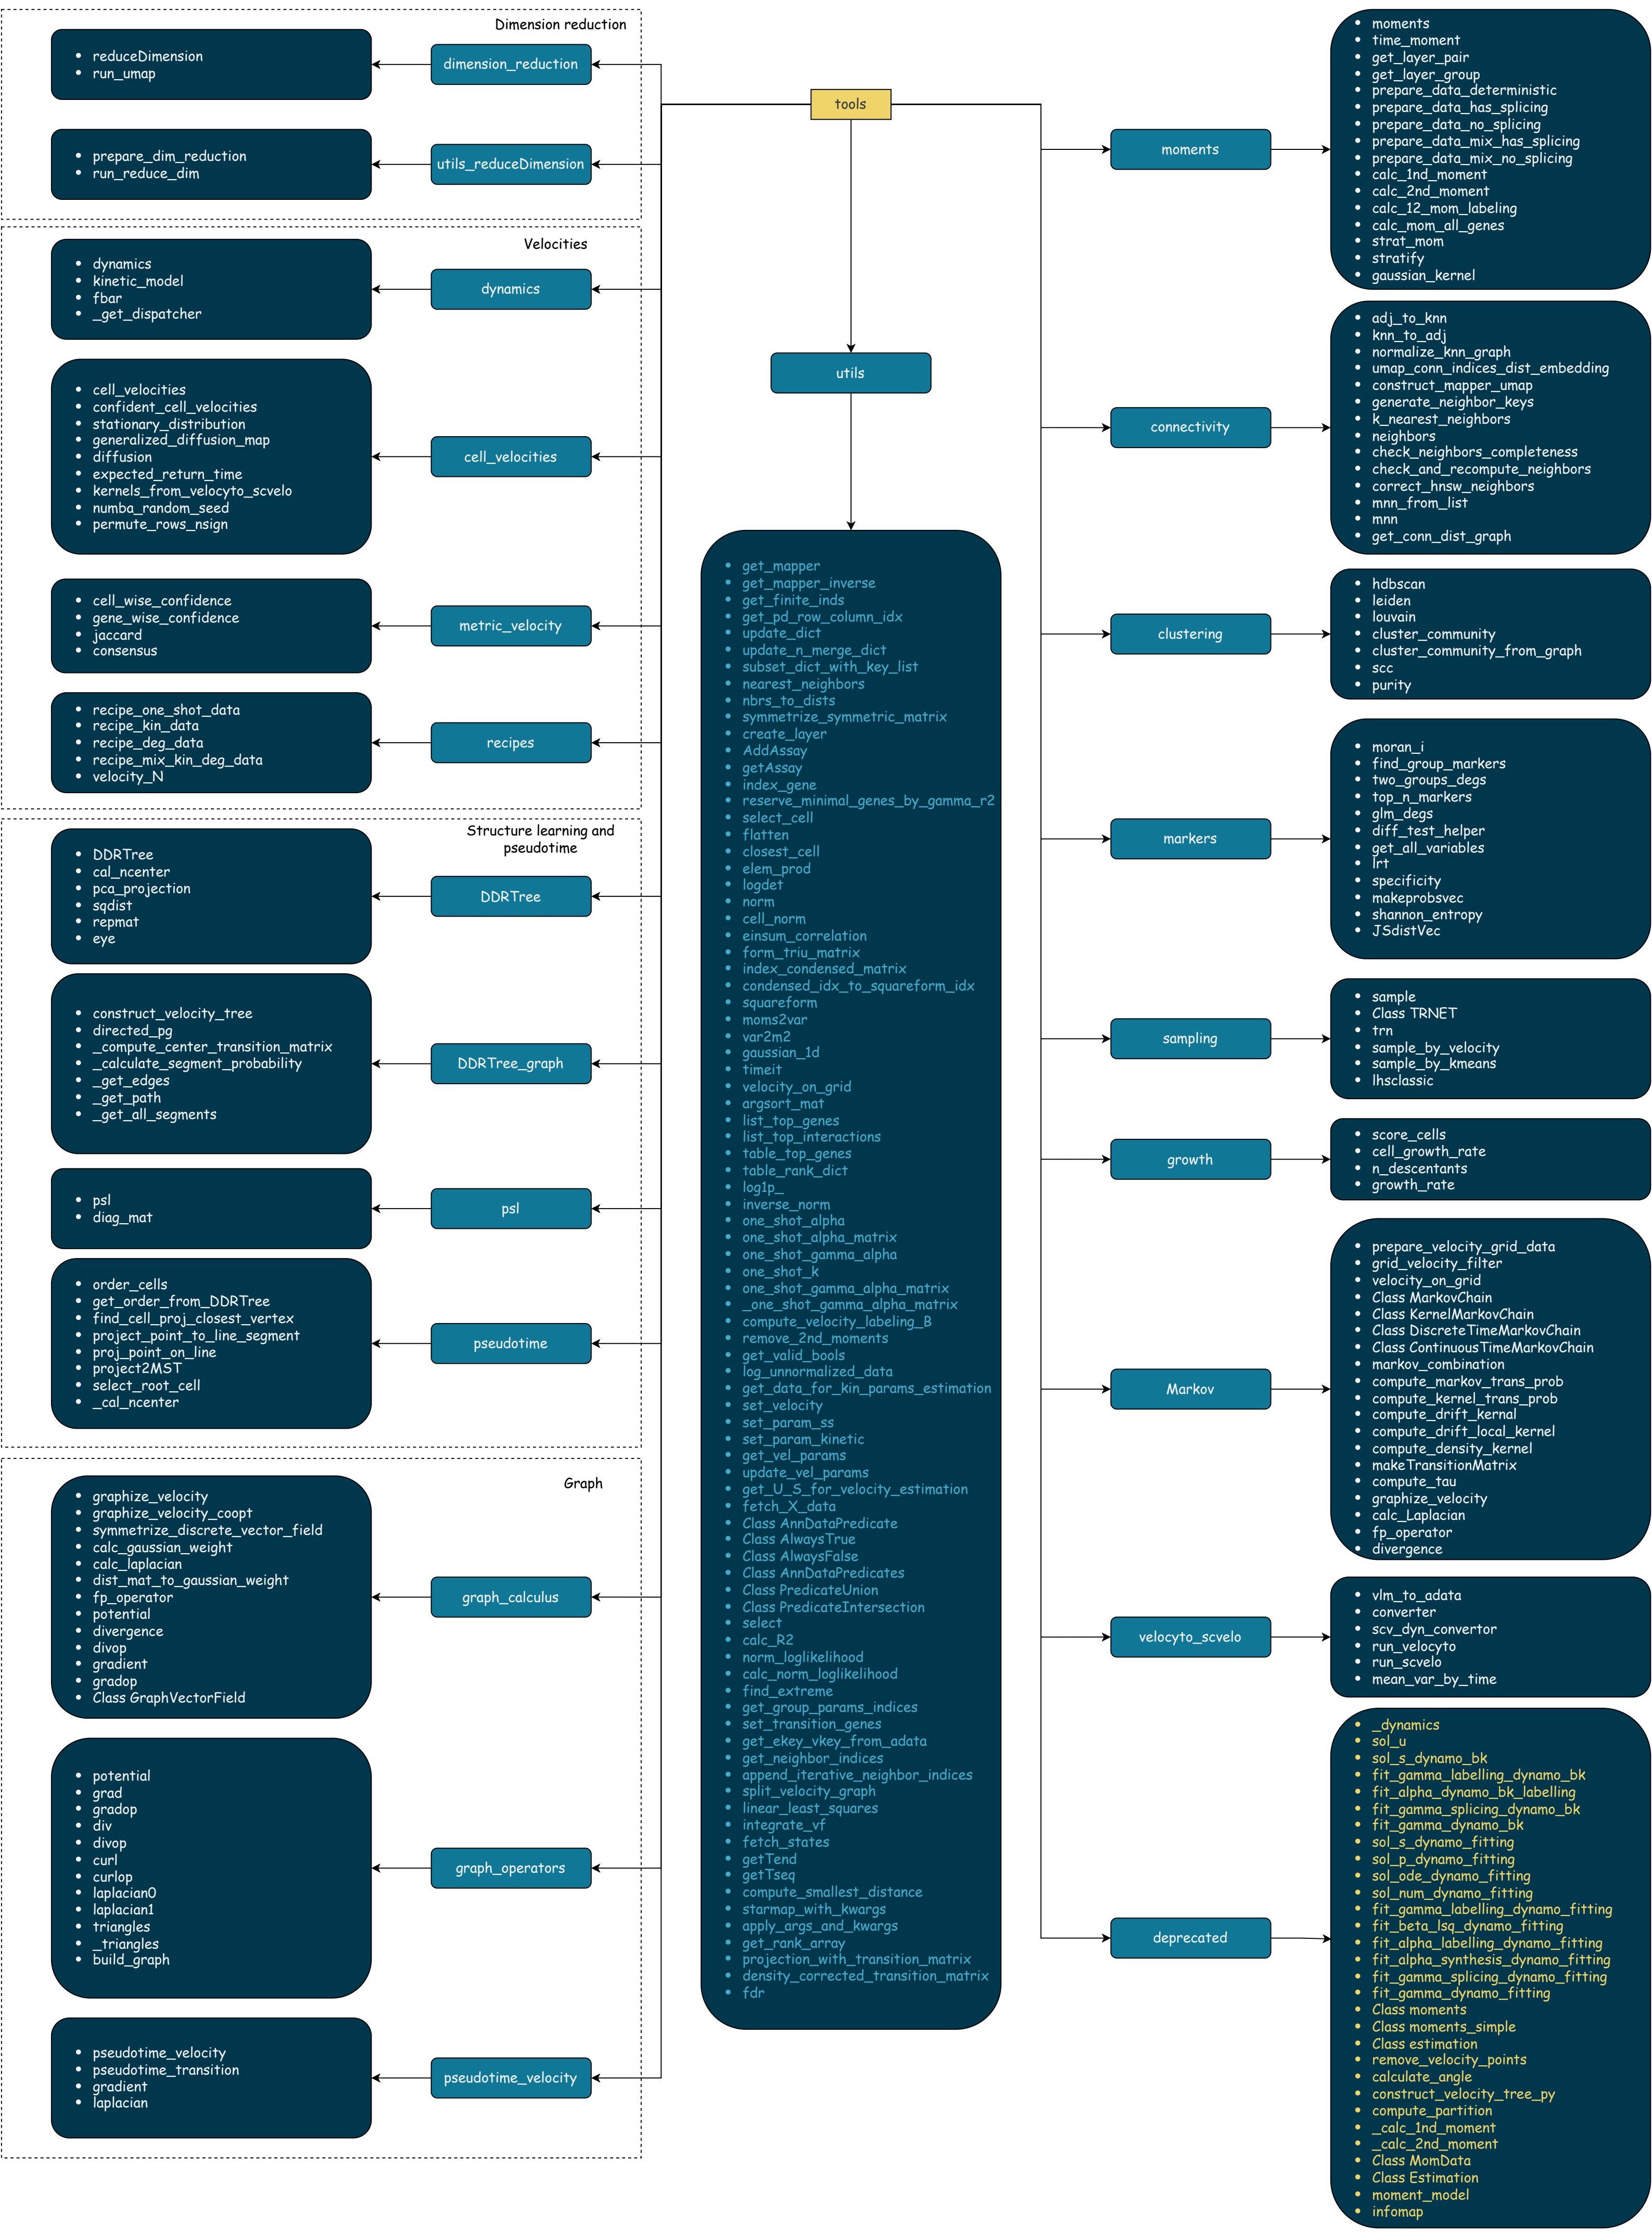 tools
Dimension reduction
dimension_reduction
reduceDimension
run_umap
utils_reduceDimension
prepare_dim_reduction
run_reduce_dim
Velocities
dynamics
dynamics
kinetic_model
fbar
_get_dispatcher
cell_velocities
cell_velocities
confident_cell_velocities
stationary_distribution
generalized_diffusion_map
diffusion
expected_return_time
kernels_from_velocyto_scvelo
numba_random_seed
permute_rows_nsign
metric_velocity
cell_wise_confidence
gene_wise_confidence
jaccard
consensus
recipes
recipe_one_shot_data
recipe_kin_data
recipe_deg_data
recipe_mix_kin_deg_data
velocity_N
Structure learning and
pseudotime
DDRTree
DDRTree
cal_ncenter
pca_projection
sqdist
repmat
eye
DDRTree_graph
construct_velocity_tree
directed_pg
_compute_center_transition_matrix
_calculate_segment_probability
_get_edges
_get_path
_get_all_segments
psl
psl
diag_mat
pseudotime
order_cells
get_order_from_DDRTree
find_cell_proj_closest_vertex
project_point_to_line_segment
proj_point_on_line
project2MST
select_root_cell
_cal_ncenter
Graph
graph_calculus
graphize_velocity
graphize_velocity_coopt
symmetrize_discrete_vector_field
calc_gaussian_weight
calc_laplacian
dist_mat_to_gaussian_weight
fp_operator
potential
divergence
divop
gradient
gradop
Class GraphVectorField
graph_operators
potential
grad
gradop
div
divop
curl
curlop
laplacian0
laplacian1
triangles
_triangles
build_graph
pseudotime_velocity
pseudotime_velocity
pseudotime_transition
gradient
laplacian
utils
get_mapper
get_mapper_inverse
get_finite_inds
get_pd_row_column_idx
update_dict
update_n_merge_dict
subset_dict_with_key_list
nearest_neighbors
nbrs_to_dists
symmetrize_symmetric_matrix
create_layer
AddAssay
getAssay
index_gene
reserve_minimal_genes_by_gamma_r2
select_cell
flatten
closest_cell
elem_prod
logdet
norm
cell_norm
einsum_correlation
form_triu_matrix
index_condensed_matrix
condensed_idx_to_squareform_idx
squareform
moms2var
var2m2
gaussian_1d
timeit
velocity_on_grid
argsort_mat
list_top_genes
list_top_interactions
table_top_genes
table_rank_dict
log1p_
inverse_norm
one_shot_alpha
one_shot_alpha_matrix
one_shot_gamma_alpha
one_shot_k
one_shot_gamma_alpha_matrix
_one_shot_gamma_alpha_matrix
compute_velocity_labeling_B
remove_2nd_moments
get_valid_bools
log_unnormalized_data
get_data_for_kin_params_estimation
set_velocity
set_param_ss
set_param_kinetic
get_vel_params
update_vel_params
get_U_S_for_velocity_estimation
fetch_X_data
Class AnnDataPredicate
Class AlwaysTrue
Class AlwaysFalse
Class AnnDataPredicates
Class PredicateUnion
Class PredicateIntersection
select
calc_R2
norm_loglikelihood
calc_norm_loglikelihood
find_extreme
get_group_params_indices
set_transition_genes
get_ekey_vkey_from_adata
get_neighbor_indices
append_iterative_neighbor_indices
split_velocity_graph
linear_least_squares
integrate_vf
fetch_states
getTend
getTseq
compute_smallest_distance
starmap_with_kwargs
apply_args_and_kwargs
get_rank_array
projection_with_transition_matrix
density_corrected_transition_matrix
fdr
moments
moments
time_moment
get_layer_pair
get_layer_group
prepare_data_deterministic
prepare_data_has_splicing
prepare_data_no_splicing
prepare_data_mix_has_splicing
prepare_data_mix_no_splicing
calc_1nd_moment
calc_2nd_moment
calc_12_mom_labeling
calc_mom_all_genes
strat_mom
stratify
gaussian_kernel
connectivity
adj_to_knn
knn_to_adj
normalize_knn_graph
umap_conn_indices_dist_embedding
construct_mapper_umap
generate_neighbor_keys
k_nearest_neighbors
neighbors
check_neighbors_completeness
check_and_recompute_neighbors
correct_hnsw_neighbors
mnn_from_list
mnn
get_conn_dist_graph
clustering
hdbscan
leiden
louvain
cluster_community
cluster_community_from_graph
scc
purity
markers
moran_i
find_group_markers
two_groups_degs
top_n_markers
glm_degs
diff_test_helper
get_all_variables
lrt
specificity
makeprobsvec
shannon_entropy
JSdistVec
sampling
sample
Class TRNET
trn
sample_by_velocity
sample_by_kmeans
lhsclassic
growth
score_cells
cell_growth_rate
n_descentants
growth_rate
Markov
prepare_velocity_grid_data
grid_velocity_filter
velocity_on_grid
Class MarkovChain
Class KernelMarkovChain
Class DiscreteTimeMarkovChain
Class ContinuousTimeMarkovChain
markov_combination
compute_markov_trans_prob
compute_kernel_trans_prob
compute_drift_kernal
compute_drift_local_kernel
compute_density_kernel
makeTransitionMatrix
compute_tau
graphize_velocity
calc_Laplacian
fp_operator
divergence
velocyto_scvelo
vlm_to_adata
converter
scv_dyn_convertor
run_velocyto
run_scvelo
mean_var_by_time
deprecated
_dynamics
sol_u
sol_s_dynamo_bk
fit_gamma_labelling_dynamo_bk
fit_alpha_dynamo_bk_labelling
fit_gamma_splicing_dynamo_bk
fit_gamma_dynamo_bk
sol_s_dynamo_fitting
sol_p_dynamo_fitting
sol_ode_dynamo_fitting
sol_num_dynamo_fitting
fit_gamma_labelling_dynamo_fitting
fit_beta_lsq_dynamo_fitting
fit_alpha_labelling_dynamo_fitting
fit_alpha_synthesis_dynamo_fitting
fit_gamma_splicing_dynamo_fitting
fit_gamma_dynamo_fitting
Class moments
Class moments_simple
Class estimation
remove_velocity_points
calculate_angle
construct_velocity_tree_py
compute_partition
_calc_1nd_moment
_calc_2nd_moment
Class MomData
Class Estimation
moment_model
infomap